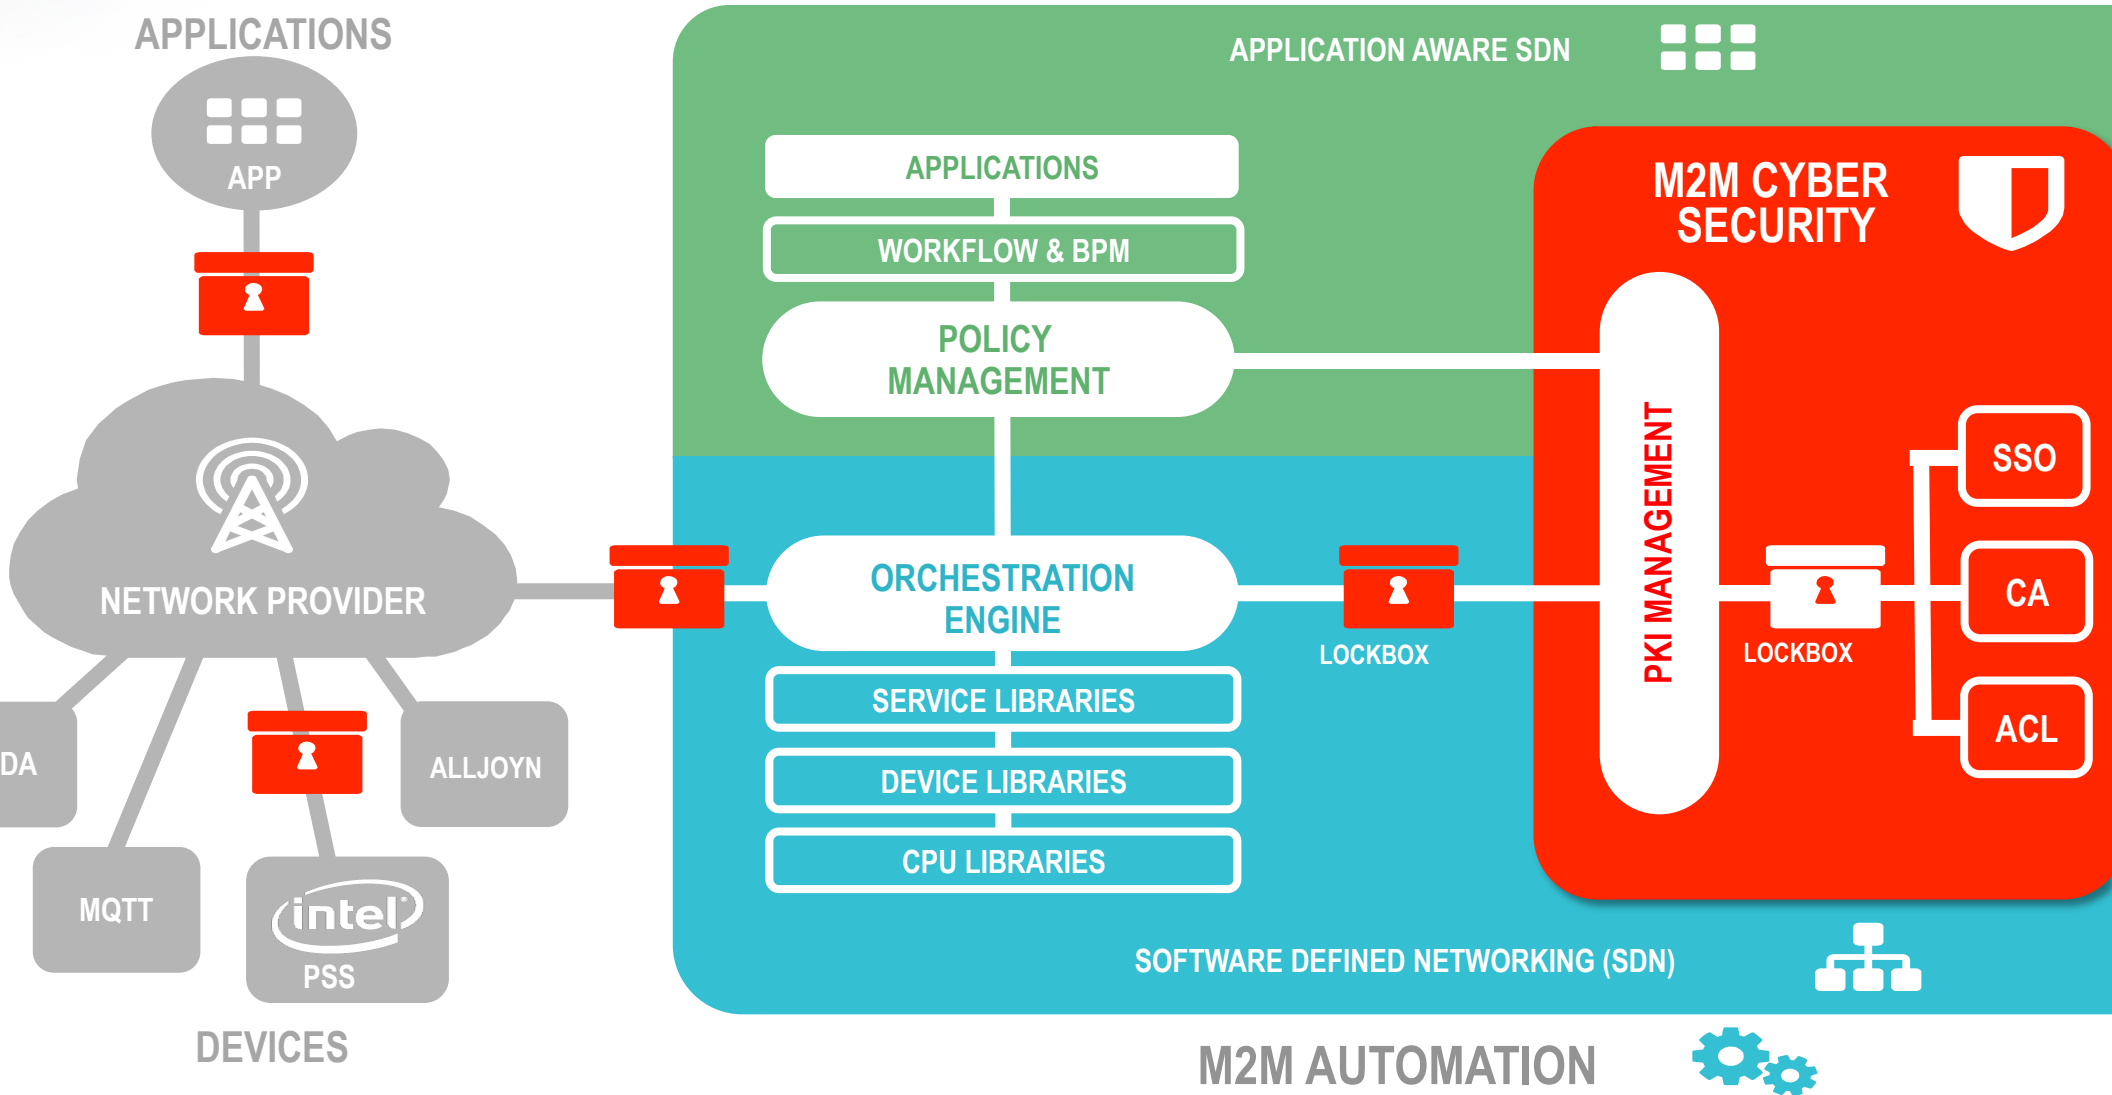 APPLICATIONS
APP
NETWORK PROVIDER
DA
ALLJOYN
MQTT
intel
PSS
DEVICES
APPLICATION AWARE SDN
APPLICATIONS
WORKFLOW & BPM
POLICY
MANAGEMENT
ORCHESTRATION
ENGINE
SERVICE LIBRARIES
DEVICE LIBRARIES
CPU LIBRARIES
LOCKBOX
M2M CYBER
SECURITY
PKI MANAGEMENT
LOCKBOX
SSO
CA
ACL
SOFTWARE DEFINED NETWORKING (SDN)
M2M AUTOMATION